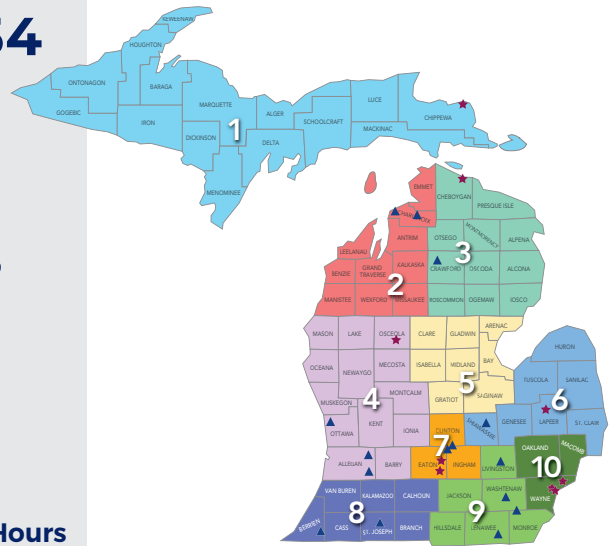 54
Hours
KEWEENAW
HOUGHTON
ONTONAGON
BARAGA
GOGEBIC
IRON
MARQUETTE
1
DICKINSON
MENOMINEE
ALGER
DELTA
SCHOOLCRAFT
LUCE
MACKINAC
CHIPPEWA
EMMET
CHEBOYGAN
PRESQUE ISLE
CHARLEVOIX
ANTRIM
OTSEGO
MONTMORENCY
ALPENA
3
LEELANAU
BENZIE
GRAND
TRAVERSE
KALKASKA
CRAWFORD
OSCODA
ALCONA
2
MANISTEE
WEXFORD
MISSAUKEE
ROSCOMMON
OGEMAW
IOSCO
MASON
LAKE
OSCEOLA
CLARE
GLADWIN
ARENAC
HURON
OCEANA
NEWAYGO
MECOSTA
ISABELLA
MIDLAND
BAY
5
TUSCOLA
SANILAC
MUSKEGON
4
MONTCALM
GRATIOT
SAGINAW
6
OTTAWA
KENT
IONIA
CLINTON
SHIAWASSEE
GENESEE
LAPEER
ST. CLAIR
7
ALLEGAN
BARRY
EATON
INGHAM
LIVINGSTON
OAKLAND
MACOMB
10
VAN BUREN
KALAMAZOO
CALHOUN
JACKSON
WASHTENAW
WAYNE
8
9
BERRIEN
CASS
ST. JOSEPH
BRANCH
HILLSDALE
LENAWEE
MONROE